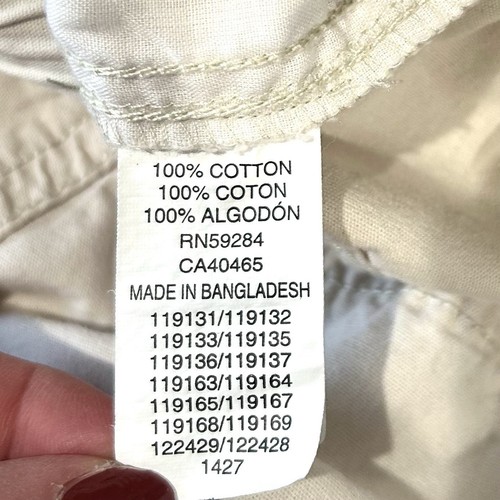 100% COTTON
100% COTON
100% ALGODÓN
RN59284
CA40465
MADE IN BANGLADESH
119131/119132
119133/119135
119136/119137
119163/119164
119165/119167
119168/119169
122429/122428
1427